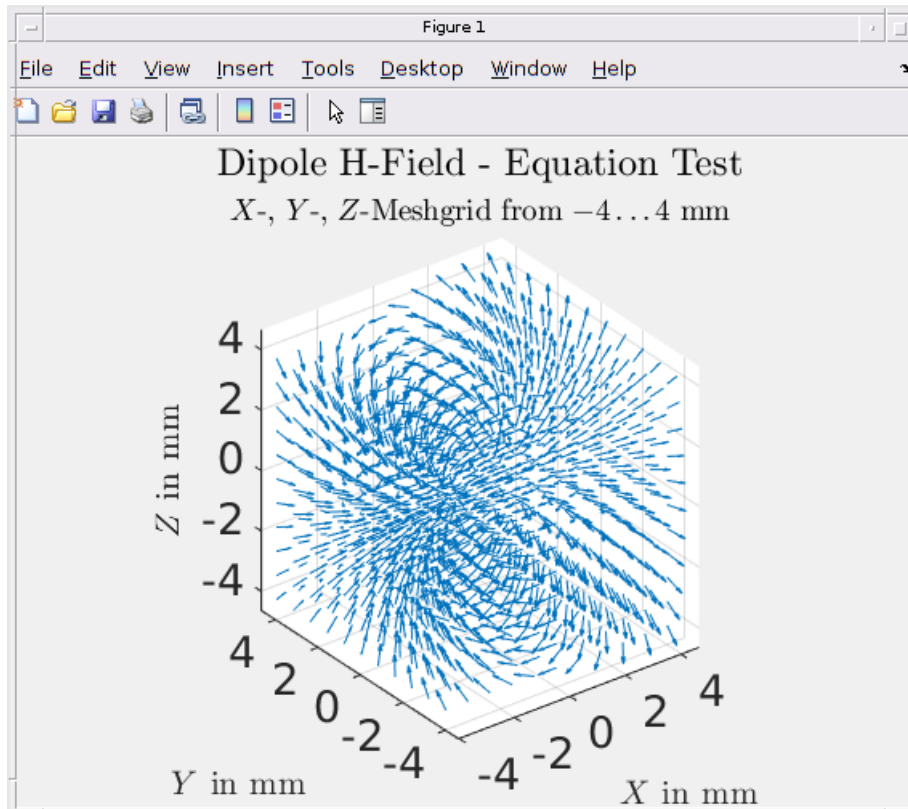 Figure 1
File Edit View Insert Tools Desktop Window Help
Dipole H-Field - Equation Test
X-, Y-, Z-Meshgrid from −4…4 mm
4
2
0
-2
-4
Z in mm
4
2
0
-2
-4
Y in mm
-4
-2
0
2
4
X in mm